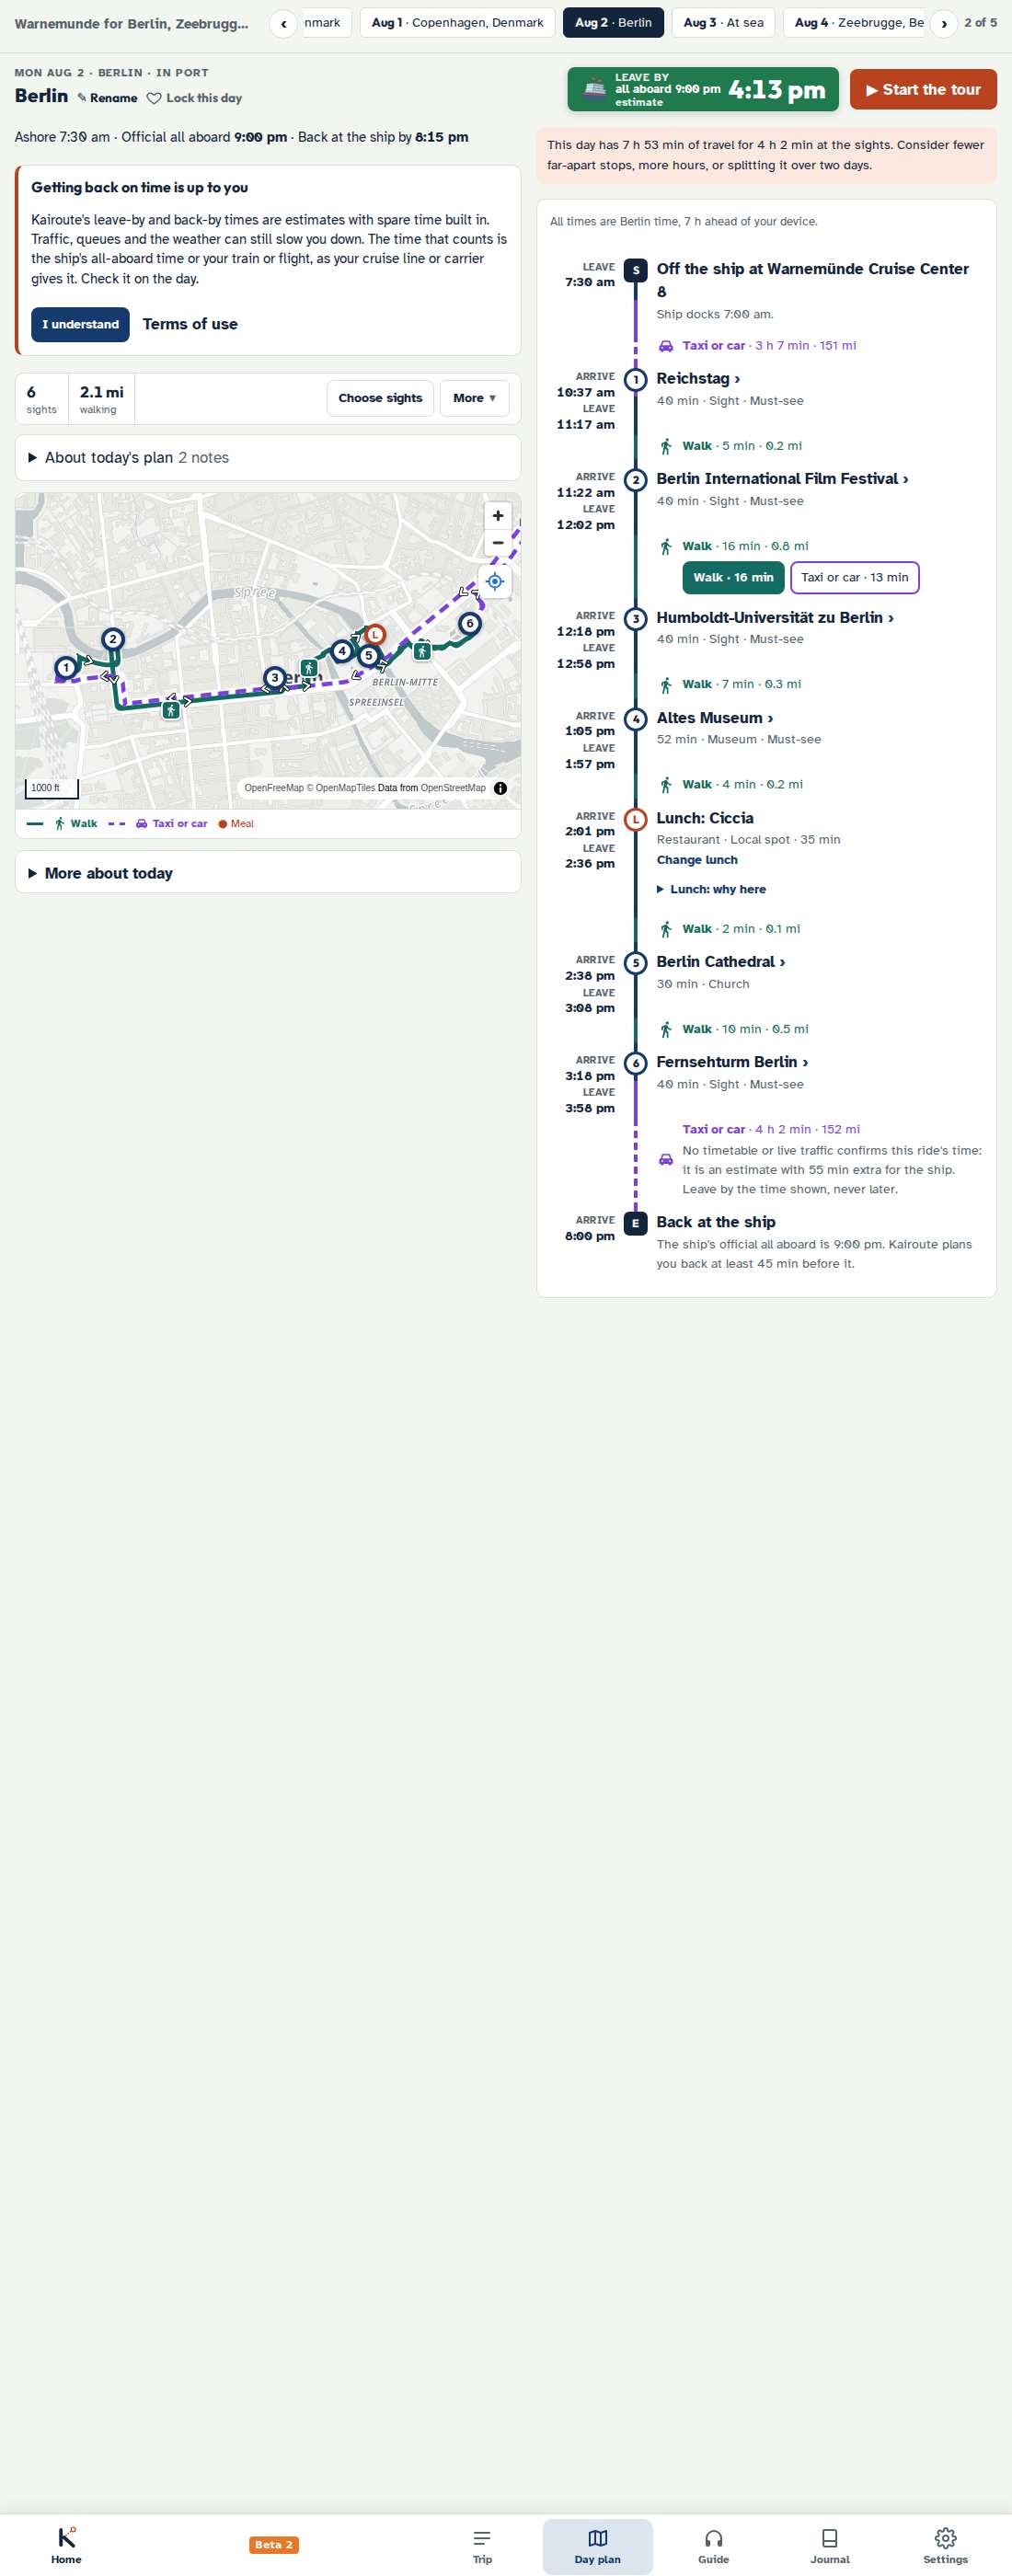 Warnemunde for Berlin, Zeebrugg...
‹
nmark
Aug 1 · Copenhagen, Denmark
Aug 2 · Berlin
Aug 3 · At sea
Aug 4 · Zeebrugge, Be
›
2 of 5
MON AUG 2 · BERLIN · IN PORT
Berlin ✎ Rename Lock this day
LEAVE BY
all aboard 9:00 pm
estimate
4:13 pm
▶ Start the tour
Ashore 7:30 am · Official all aboard 9:00 pm · Back at the ship by 8:15 pm
Getting back on time is up to you
Kairoute's leave-by and back-by times are estimates with spare time built in.
Traffic, queues and the weather can still slow you down. The time that counts is
the ship's all-aboard time or your train or flight, as your cruise line or carrier
gives it. Check it on the day.
I understand
Terms of use
6
sights
2.1 mi
walking
Choose sights
More ▼
▶ About today's plan 2 notes
+
−
Spree
1
2
3
4
L
5
6
BERLIN-MITTE
SPREEINSEL
1000 ft
OpenFreeMap © OpenMapTiles Data from OpenStreetMap
Walk
Taxi or car
Meal
▶ More about today
This day has 7 h 53 min of travel for 4 h 2 min at the sights. Consider fewer
far-apart stops, more hours, or splitting it over two days.
All times are Berlin time, 7 h ahead of your device.
LEAVE
7:30 am
S
Off the ship at Warnemünde Cruise Center
8
Ship docks 7:00 am.
Taxi or car · 3 h 7 min · 151 mi
ARRIVE
10:37 am
LEAVE
11:17 am
1
Reichstag ›
40 min · Sight · Must-see
Walk · 5 min · 0.2 mi
ARRIVE
11:22 am
LEAVE
12:02 pm
2
Berlin International Film Festival ›
40 min · Sight · Must-see
Walk · 16 min · 0.8 mi
Walk · 16 min
Taxi or car · 13 min
ARRIVE
12:18 pm
LEAVE
12:58 pm
3
Humboldt-Universität zu Berlin ›
40 min · Sight · Must-see
Walk · 7 min · 0.3 mi
ARRIVE
1:05 pm
LEAVE
1:57 pm
4
Altes Museum ›
52 min · Museum · Must-see
Walk · 4 min · 0.2 mi
ARRIVE
2:01 pm
LEAVE
2:36 pm
L
Lunch: Ciccia
Restaurant · Local spot · 35 min
Change lunch
▶ Lunch: why here
Walk · 2 min · 0.1 mi
ARRIVE
2:38 pm
LEAVE
3:08 pm
5
Berlin Cathedral ›
30 min · Church
Walk · 10 min · 0.5 mi
ARRIVE
3:18 pm
LEAVE
3:58 pm
6
Fernsehturm Berlin ›
40 min · Sight · Must-see
Taxi or car · 4 h 2 min · 152 mi
No timetable or live traffic confirms this ride's time:
it is an estimate with 55 min extra for the ship.
Leave by the time shown, never later.
ARRIVE
8:00 pm
E
Back at the ship
The ship's official all aboard is 9:00 pm. Kairoute plans
you back at least 45 min before it.
Home
Beta 2
Trip
Day plan
Guide
Journal
Settings